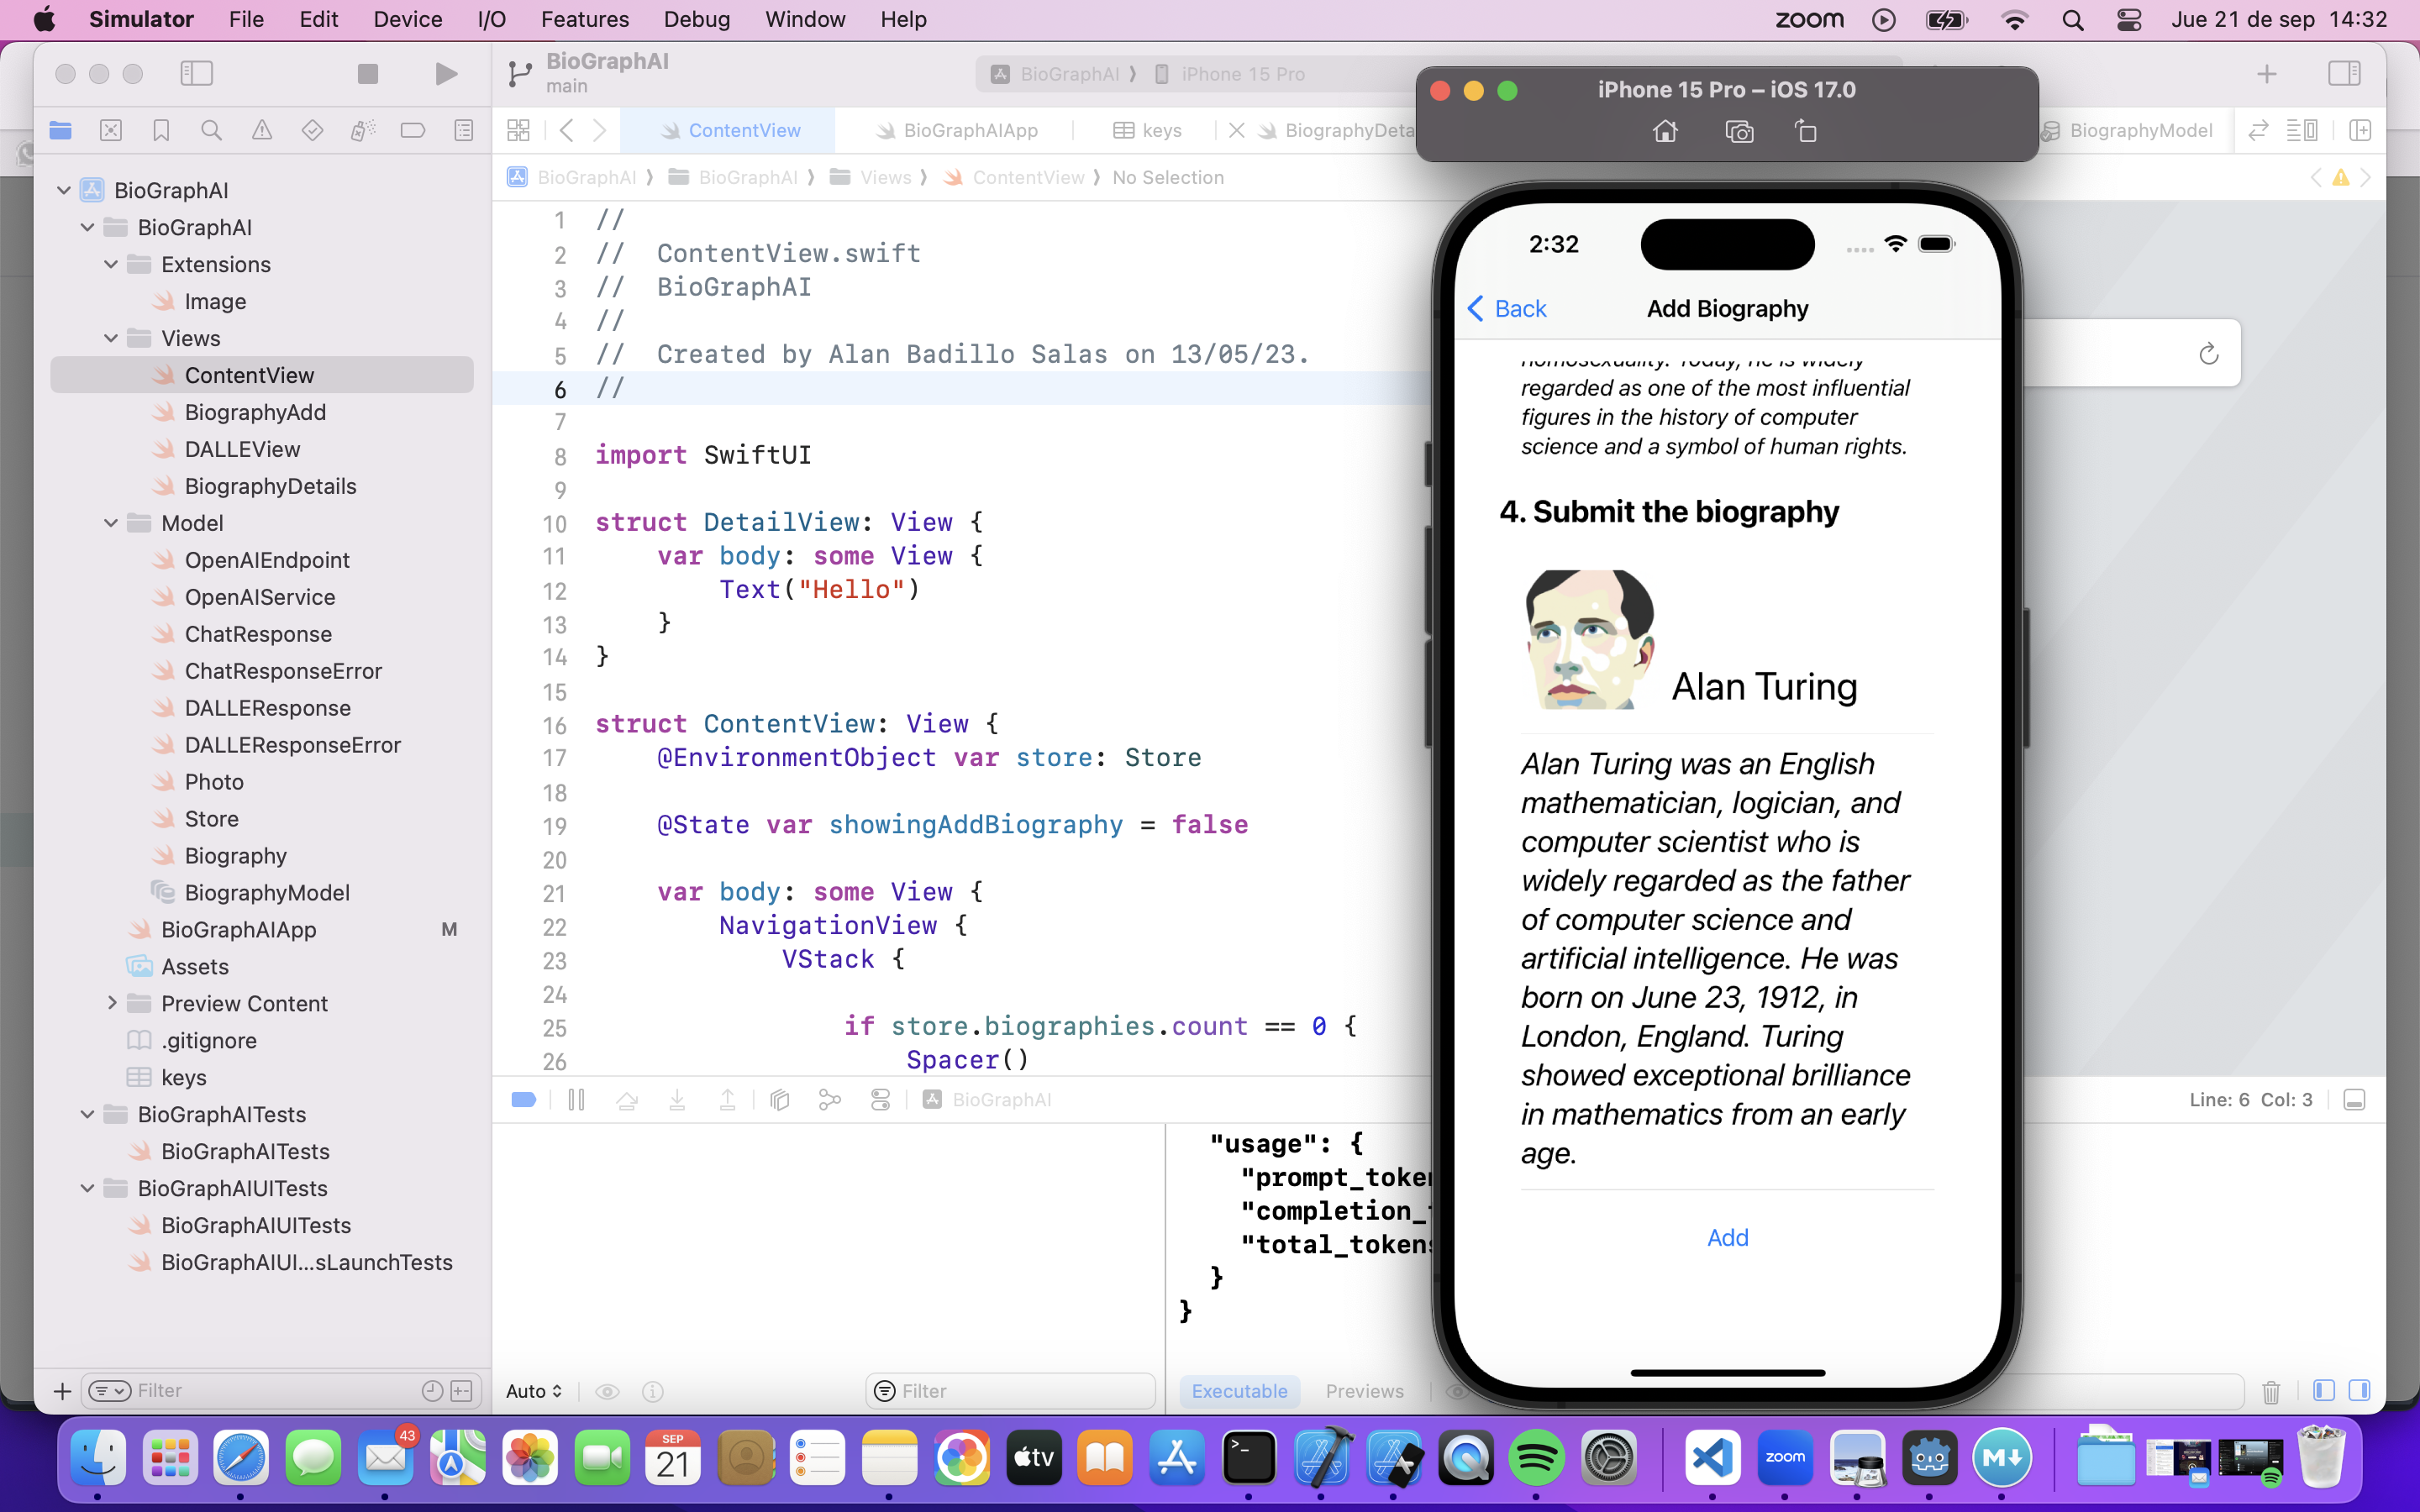 Simulator File Edit Device I/O Features Debug Window Help
zoom Jue 21 de sep 14:32
BioGraphAI
main
BioGraphAI iPhone 15 Pro
ContentView BioGraphAIApp keys BiographyDeta
BiographyModel
BioGraphAI BioGraphAI Views ContentView No Selection
BioGraphAI
BioGraphAI
Extensions
Image
Views
ContentView
BiographyAdd
DALLEView
BiographyDetails
Model
OpenAIEndpoint
OpenAIService
ChatResponse
ChatResponseError
DALLEResponse
DALLEResponseError
Photo
Store
Biography
BiographyModel
BioGraphAIApp M
Assets
Preview Content
.gitignore
keys
BioGraphAITests
BioGraphAITests
BioGraphAIUITests
BioGraphAIUITests
BioGraphAIUI...sLaunchTests
Filter
1 //
2 //  ContentView.swift
3 //  BioGraphAI
4 //
5 //  Created by Alan Badillo Salas on 13/05/23.
6 //
7
8 import SwiftUI
9
10 struct DetailView: View {
11 var body: some View {
12 Text("Hello")
13 }
14 }
15
16 struct ContentView: View {
17 @EnvironmentObject var store: Store
18
19 @State var showingAddBiography = false
20
21 var body: some View {
22 NavigationView {
23 VStack {
24
25 if store.biographies.count == 0 {
26 Spacer()
BioGraphAI
Line: 6 Col: 3
"usage": {
"prompt_token
"completion_
"total_tokens
}
}
Auto
Filter
Executable Previews
iPhone 15 Pro – iOS 17.0
2:32
Back Add Biography
homosexuality. Today, he is widely
regarded as one of the most influential
figures in the history of computer
science and a symbol of human rights.
4. Submit the biography
Alan Turing
Alan Turing was an English
mathematician, logician, and
computer scientist who is
widely regarded as the father
of computer science and
artificial intelligence. He was
born on June 23, 1912, in
London, England. Turing
showed exceptional brilliance
in mathematics from an early
age.
Add
43
SEP
21
tv
zoom
M